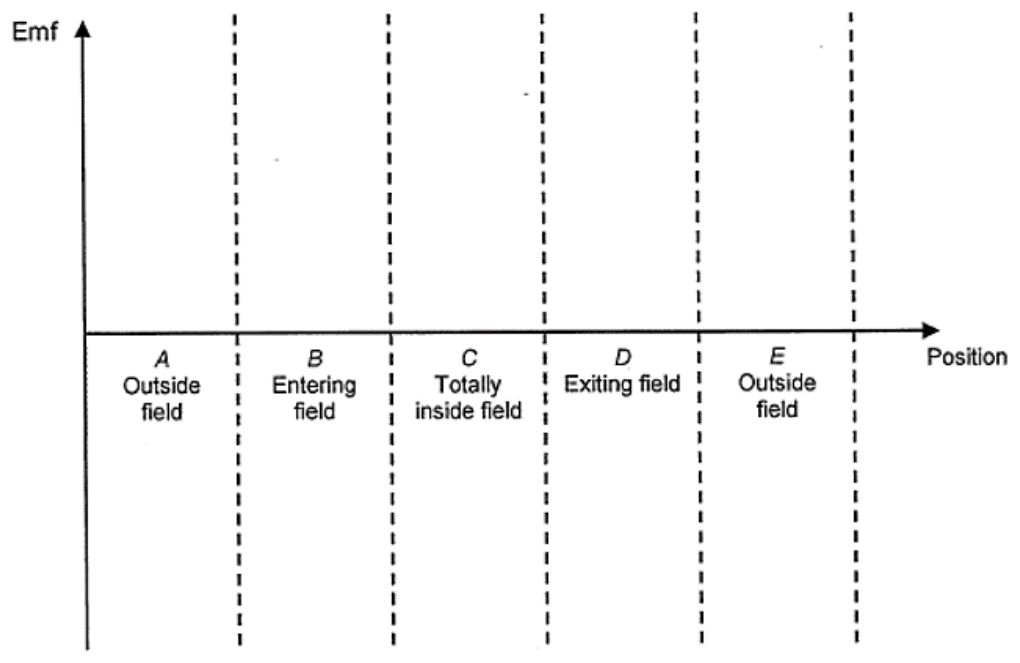 Emf
A
Outside
field
B
Entering
field
C
Totally
inside field
D
Exiting field
E
Outside
field
Position